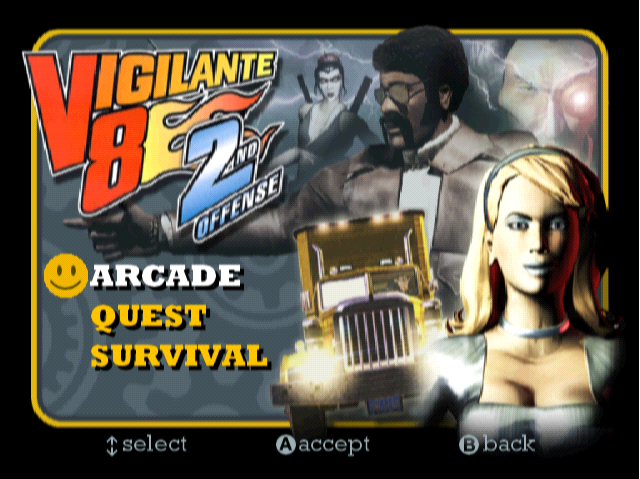 VIGILANTE
8
2ND
OFFENSE
ARCADE
QUEST
SURVIVAL
select A accept B back